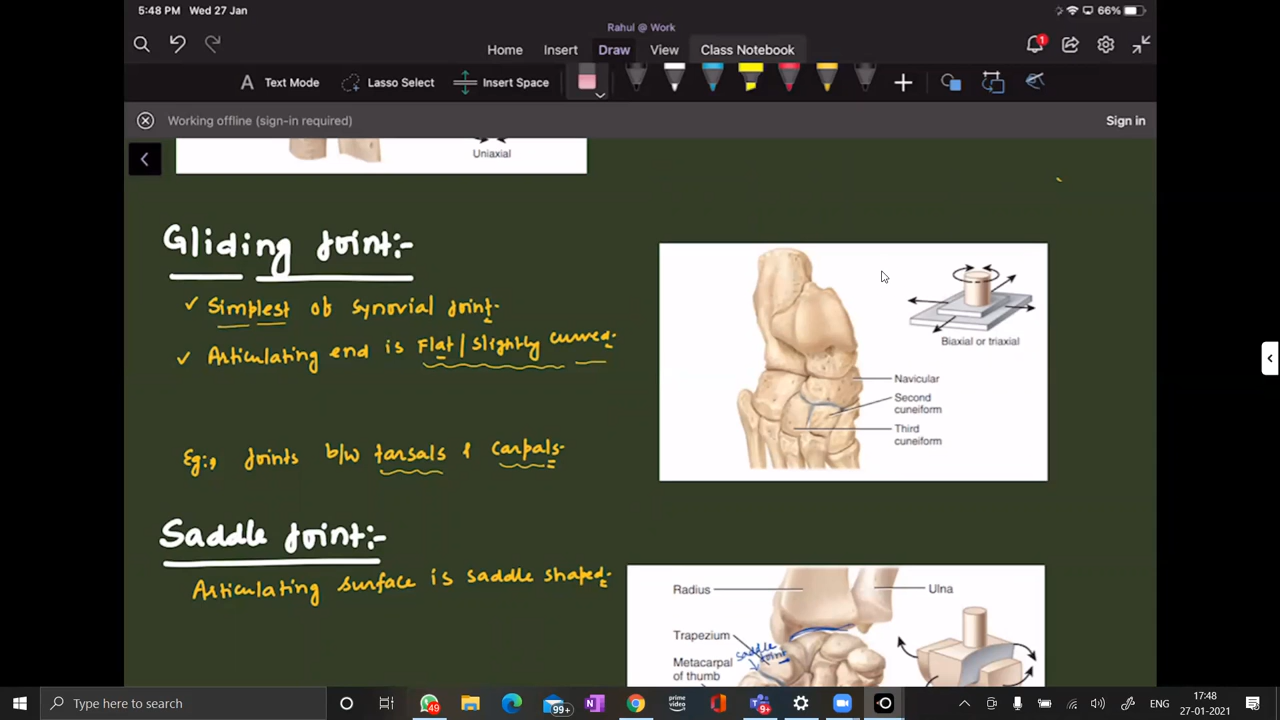 5:48 PM Wed 27 Jan
66%
Rahul @ Work
Home Insert Draw View Class Notebook
1
Text Mode Lasso Select Insert Space
Working offline (sign-in required) Sign in
Uniaxial
Gliding Joint:-
✓ Simplest of synovial joint.
✓ Articulating end is Flat/slightly curved.
Biaxial or triaxial
Navicular
Second
cuneiform
Third
cuneiform
Eg:, Joints b/w tarsals & carpals.
Saddle Joint:-
Articulating surface is saddle shaped.
Radius
Ulna
Trapezium
Metacarpal
of thumb
saddle
joint
Type here to search
49
99+
prime
video
9+
ENG
17:48
27-01-2021